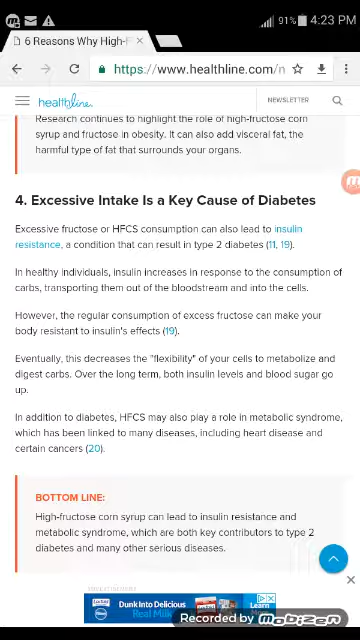 91% 4:23 PM
6 Reasons Why High-F
https://www.healthline.com/n
healthline
NEWSLETTER
Research continues to highlight the role of high-fructose corn
syrup and fructose in obesity. It can also add visceral fat, the
harmful type of fat that surrounds your organs.
4. Excessive Intake Is a Key Cause of Diabetes
Excessive fructose or HFCS consumption can also lead to insulin
resistance, a condition that can result in type 2 diabetes (11, 19).
In healthy individuals, insulin increases in response to the consumption of
carbs, transporting them out of the bloodstream and into the cells.
However, the regular consumption of excess fructose can make your
body resistant to insulin's effects (19).
Eventually, this decreases the "flexibility" of your cells to metabolize and
digest carbs. Over the long term, both insulin levels and blood sugar go
up.
In addition to diabetes, HFCS may also play a role in metabolic syndrome,
which has been linked to many diseases, including heart disease and
certain cancers (20).
BOTTOM LINE:
High-fructose corn syrup can lead to insulin resistance and
metabolic syndrome, which are both key contributors to type 2
diabetes and many other serious diseases.
ADVERTISEMENT
Dunk Into Delicious
Real Milk
Learn
Recorded by
MOBIZEN